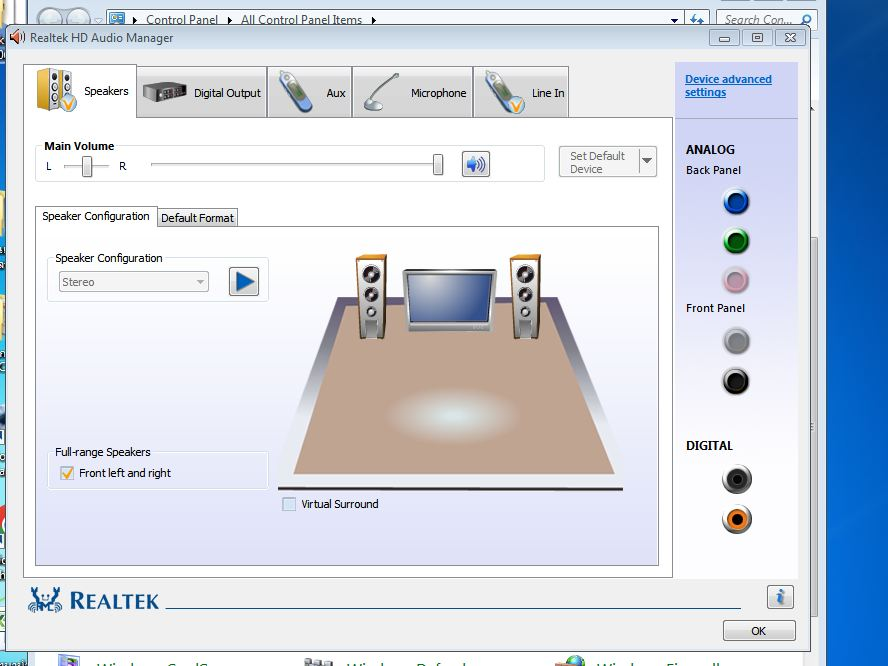 Control Panel
All Control Panel Items
Search Con...
Realtek HD Audio Manager
Speakers
Digital Output
Aux
Microphone
Line In
Device advanced
settings
Main Volume
L
R
Set Default
Device
ANALOG
Back Panel
Speaker Configuration
Default Format
Speaker Configuration
Stereo
Front Panel
Full-range Speakers
Front left and right
DIGITAL
Virtual Surround
REALTEK
OK